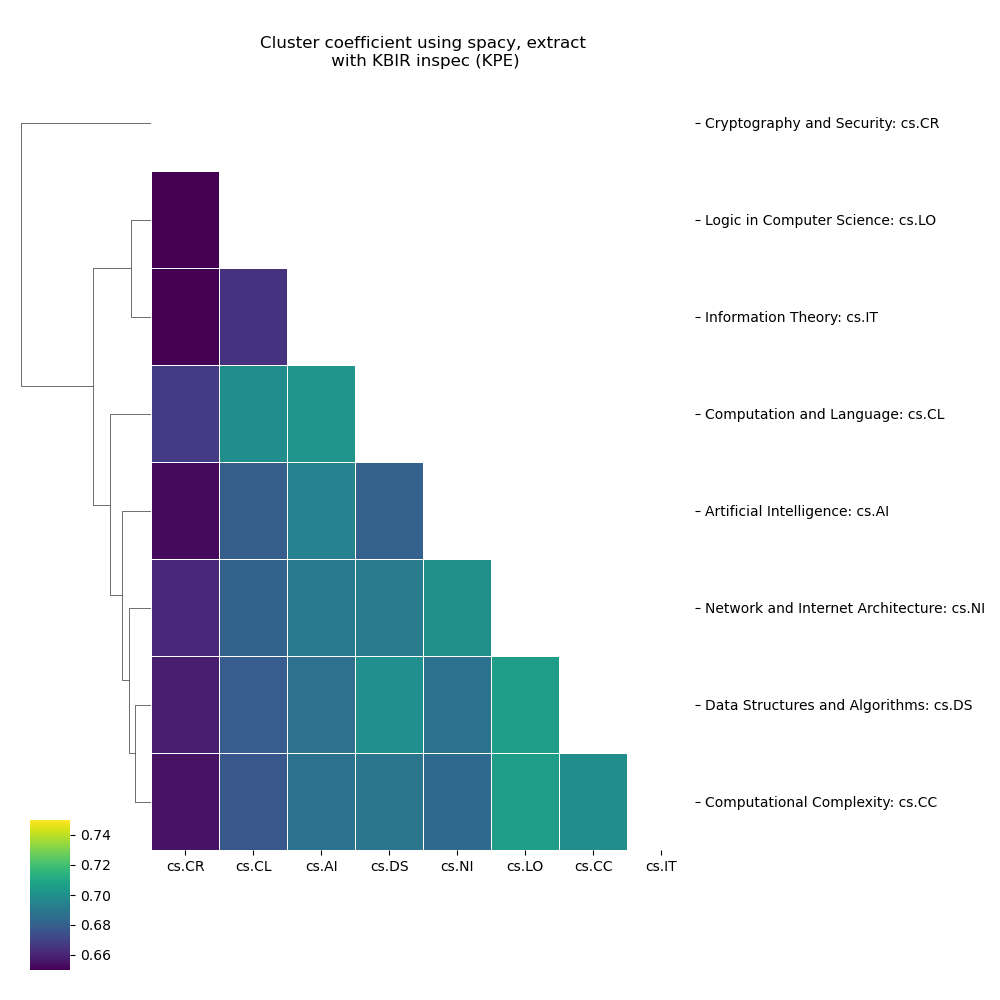 Cluster coefficient using spacy, extract
with KBIR inspec (KPE)
Cryptography and Security: cs.CR
Logic in Computer Science: cs.LO
Information Theory: cs.IT
Computation and Language: cs.CL
Artificial Intelligence: cs.AI
Network and Internet Architecture: cs.NI
Data Structures and Algorithms: cs.DS
Computational Complexity: cs.CC
cs.CR cs.CL cs.AI cs.DS cs.NI cs.LO cs.CC cs.IT
0.74
0.72
0.70
0.68
0.66